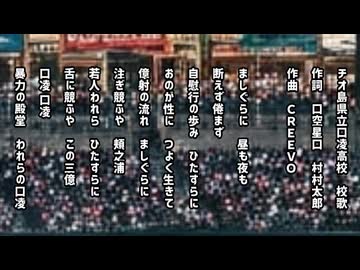 チオ島県立口凌高校　校歌
作詞　口空星口　村村太郎
作曲　ＣＲＥＥＶＯ
ましぐらに　昼も夜も
断えず倦まず
自慰行の歩み　ひたすらに
おのが性に　つよく生きて
億射の流れ　ましぐらに
注ぎ競ふや　頬之浦
若人われら　ひたすらに
舌に競ふや　この三億
口凌 口凌
暴力の殿堂　われらの口凌